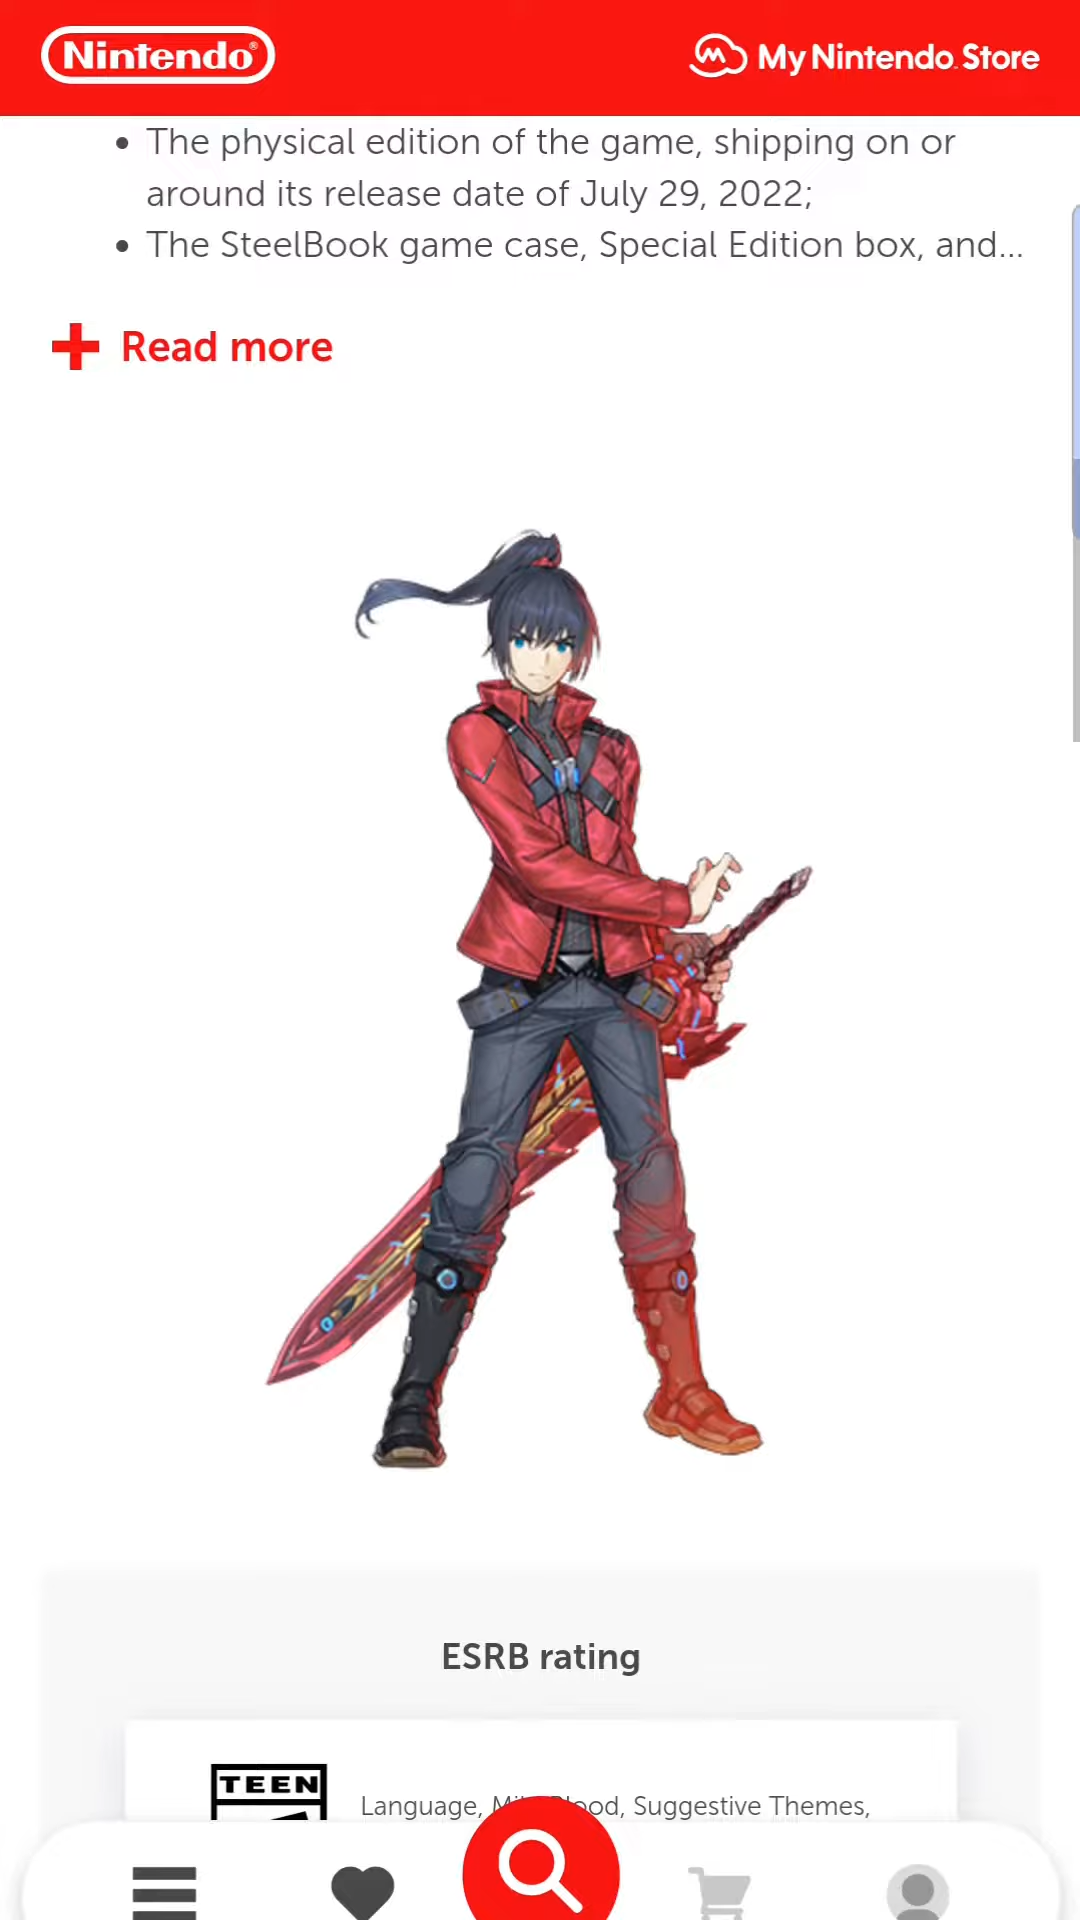 Nintendo®
My Nintendo Store
• The physical edition of the game, shipping on or
around its release date of July 29, 2022;
• The SteelBook game case, Special Edition box, and...
Read more
ESRB rating
TEEN
Language, Blood, Suggestive Themes,